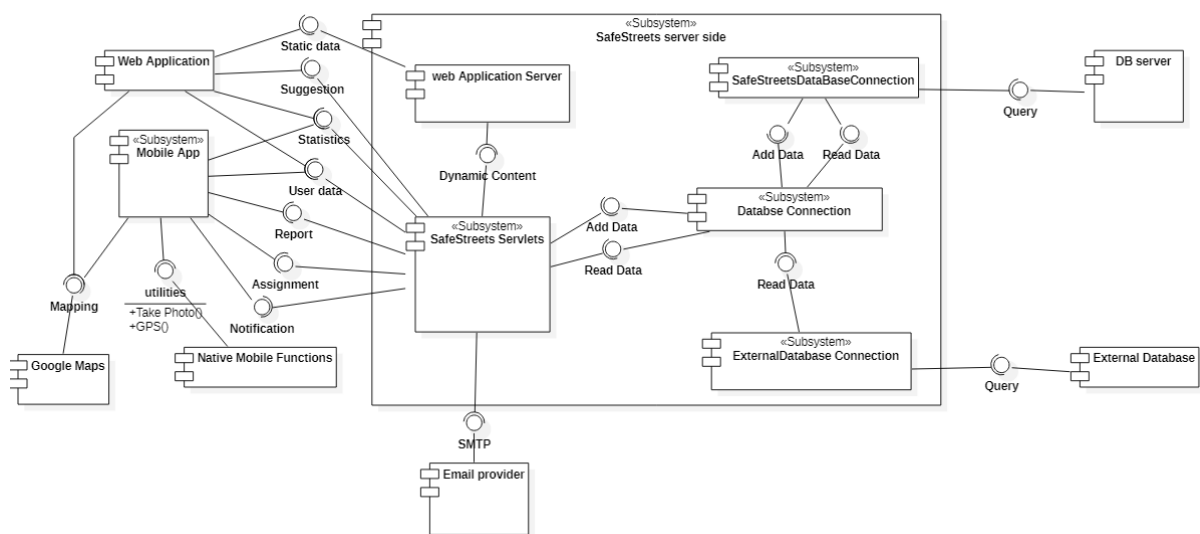 «Subsystem»
SafeStreets server side
Static data
Web Application
Suggestion
web Application Server
«Subsystem»
SafeStreetsDataBaseConnection
DB server
Query
Statistics
«Subsystem»
Mobile App
Add Data
Read Data
Dynamic Content
User data
«Subsystem»
Databse Connection
Report
«Subsystem»
SafeStreets Servlets
Add Data
Read Data
Assignment
Read Data
utilities
+Take Photo()
+GPS()
Mapping
Notification
«Subsystem»
ExternalDatabase Connection
Google Maps
Native Mobile Functions
Query
External Database
SMTP
Email provider